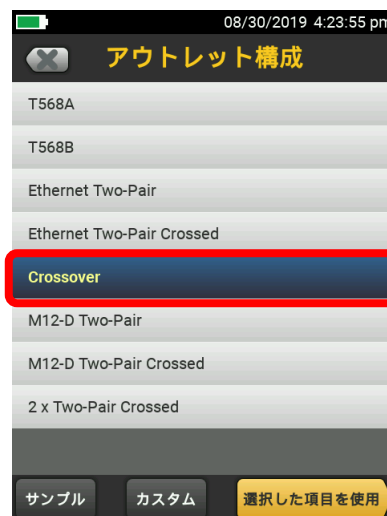 08/30/2019 4:23:55 pm
アウトレット構成
T568A
T568B
Ethernet Two-Pair
Ethernet Two-Pair Crossed
Crossover
M12-D Two-Pair
M12-D Two-Pair Crossed
2 x Two-Pair Crossed
サンプル カスタム 選択した項目を使用